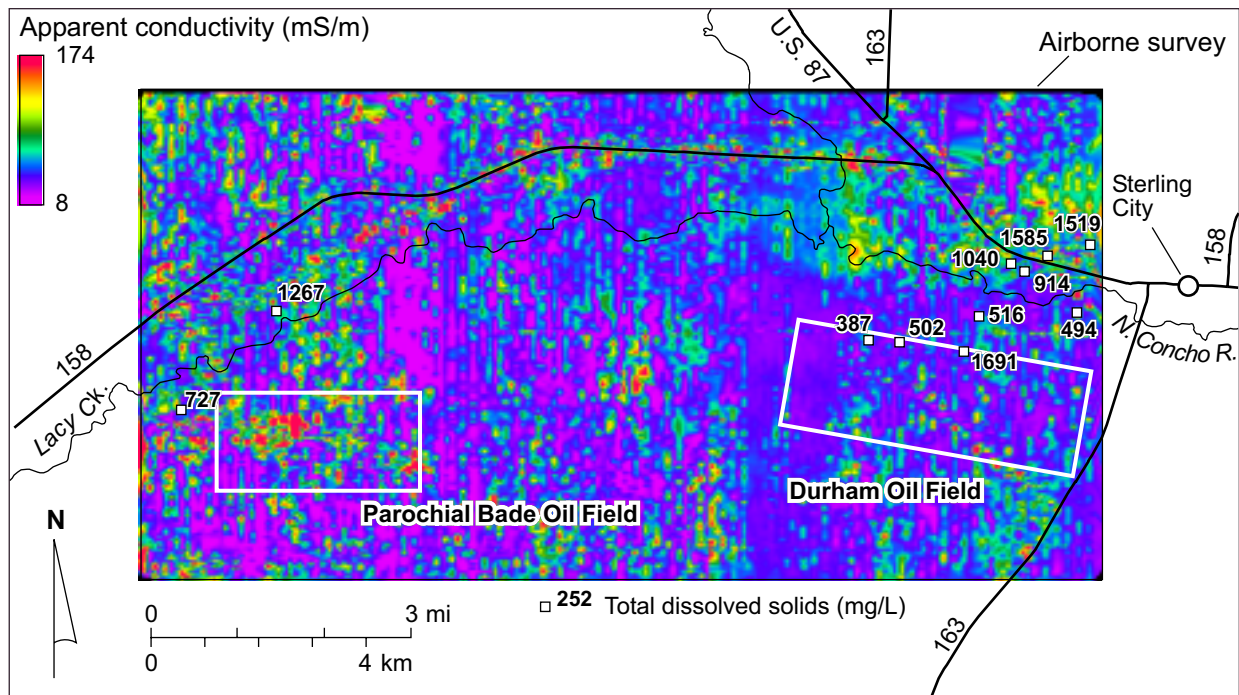 Apparent conductivity (mS/m)
174
8
U.S. 87
163
Airborne survey
Sterling
City
158
1519
1585
1040
914
1267
516
494
N. Concho R.
387
502
1691
158
727
Lacy Ck.
Durham Oil Field
Parochial Bade Oil Field
N
0
3 mi
252 Total dissolved solids (mg/L)
0
4 km
163